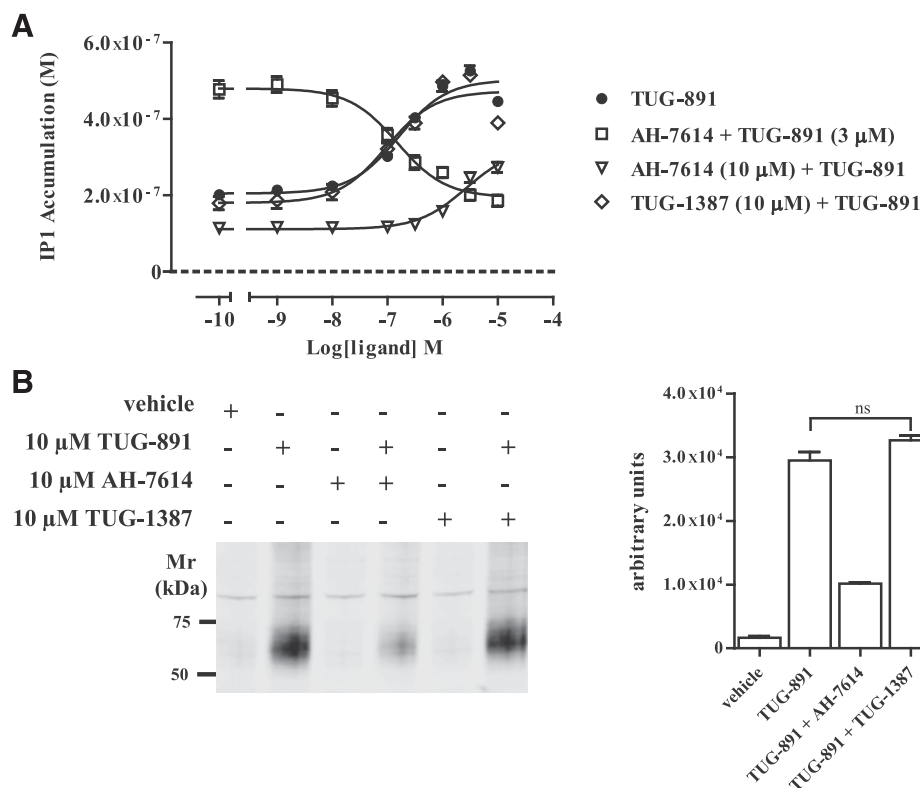 A
6.0x10-7
4.0x10-7
2.0x10-7
0
IP1 Accumulation (M)
-10 -9 -8 -7 -6 -5 -4
Log[ligand] M
TUG-891
AH-7614 + TUG-891 (3 μM)
AH-7614 (10 μM) + TUG-891
TUG-1387 (10 μM) + TUG-891
B
vehicle + - - - - -
10 μM TUG-891 - + - + - +
10 μM AH-7614 - - + + - -
10 μM TUG-1387 - - - - + +
Mr
(kDa)
75
50
4.0x10⁴
3.0x10⁴
2.0x10⁴
1.0x10⁴
0
arbitrary units
ns
vehicle
TUG-891
TUG-891 + AH-7614
TUG-891 + TUG-1387